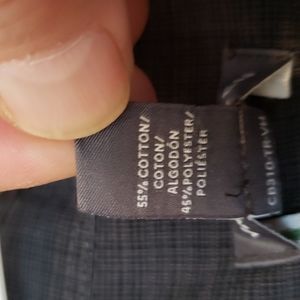 55% COTTON/
COTON/
ALGODÓN
45% POLYESTER/
POLIÉSTER